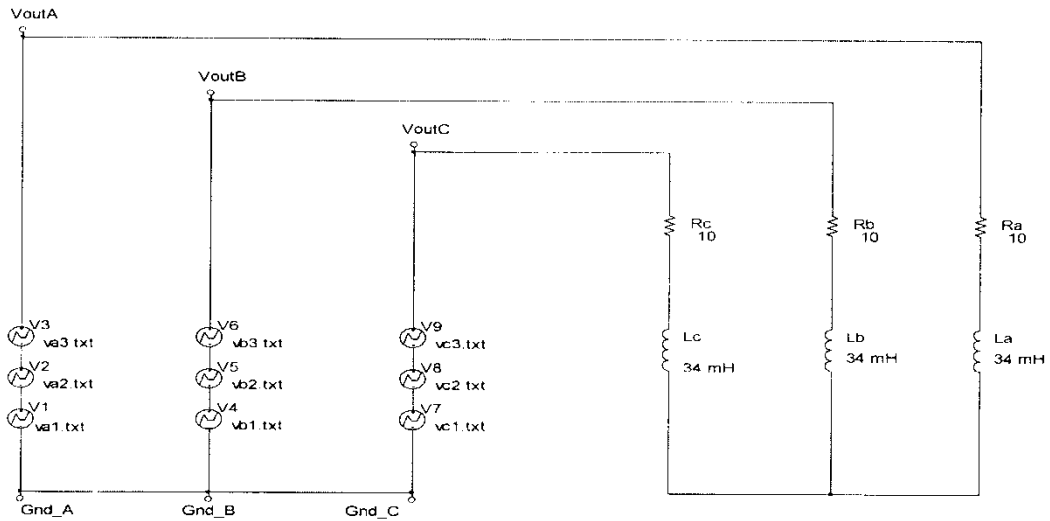 VoutA
VoutB
VoutC
Rc
10
Rb
10
Ra
10
V3
va3.txt
V6
vb3.txt
V9
vc3.txt
Lc
34 mH
Lb
34 mH
La
34 mH
V2
va2.txt
V5
vb2.txt
V8
vc2.txt
V1
va1.txt
V4
vb1.txt
V7
vc1.txt
Gnd_A
Gnd_B
Gnd_C